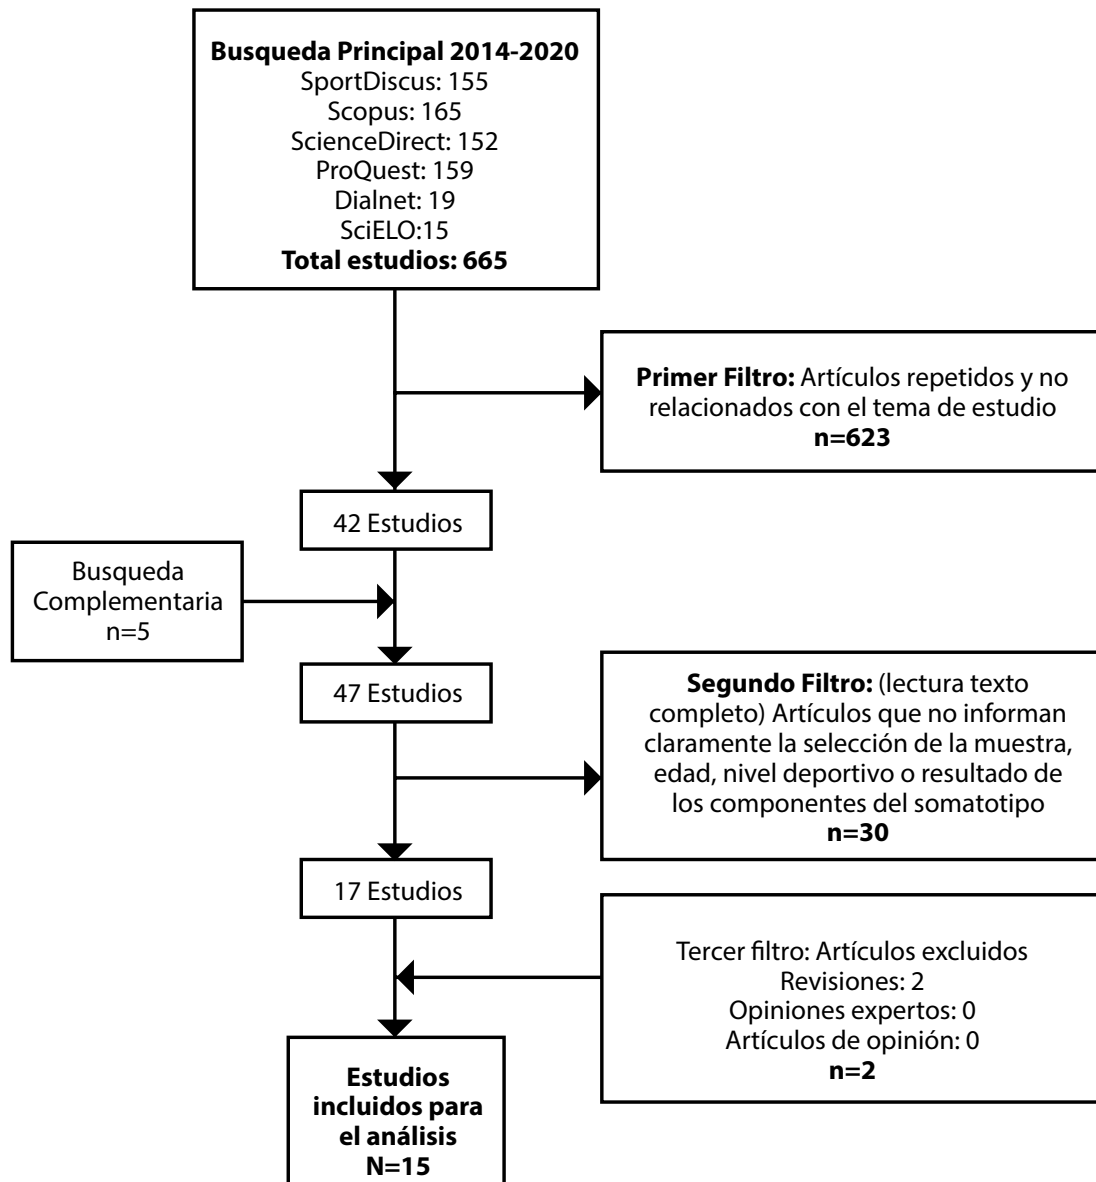 Busqueda Principal 2014-2020
SportDiscus: 155
Scopus: 165
ScienceDirect: 152
ProQuest: 159
Dialnet: 19
SciELO:15
Total estudios: 665
Primer Filtro: Artículos repetidos y no
relacionados con el tema de estudio
n=623
42 Estudios
Busqueda
Complementaria
n=5
47 Estudios
Segundo Filtro: (lectura texto
completo) Artículos que no informan
claramente la selección de la muestra,
edad, nivel deportivo o resultado de
los componentes del somatotipo
n=30
17 Estudios
Tercer filtro: Artículos excluidos
Revisiones: 2
Opiniones expertos: 0
Artículos de opinión: 0
n=2
Estudios
incluidos para
el análisis
N=15